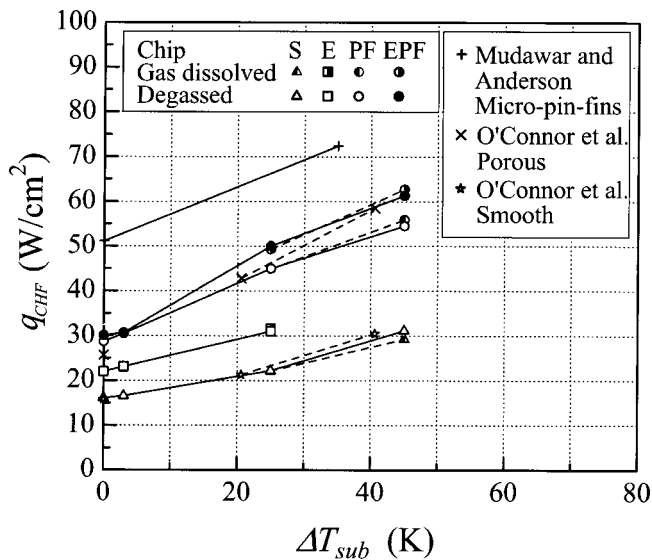 100
90
80
70
60
50
40
30
20
10
0
q_CHF (W/cm²)
Chip S E PF EPF
Gas dissolved
Degassed
Mudawar and
Anderson
Micro-pin-fins
O'Connor et al.
Porous
O'Connor et al.
Smooth
0 20 40 60 80
ΔT_sub (K)